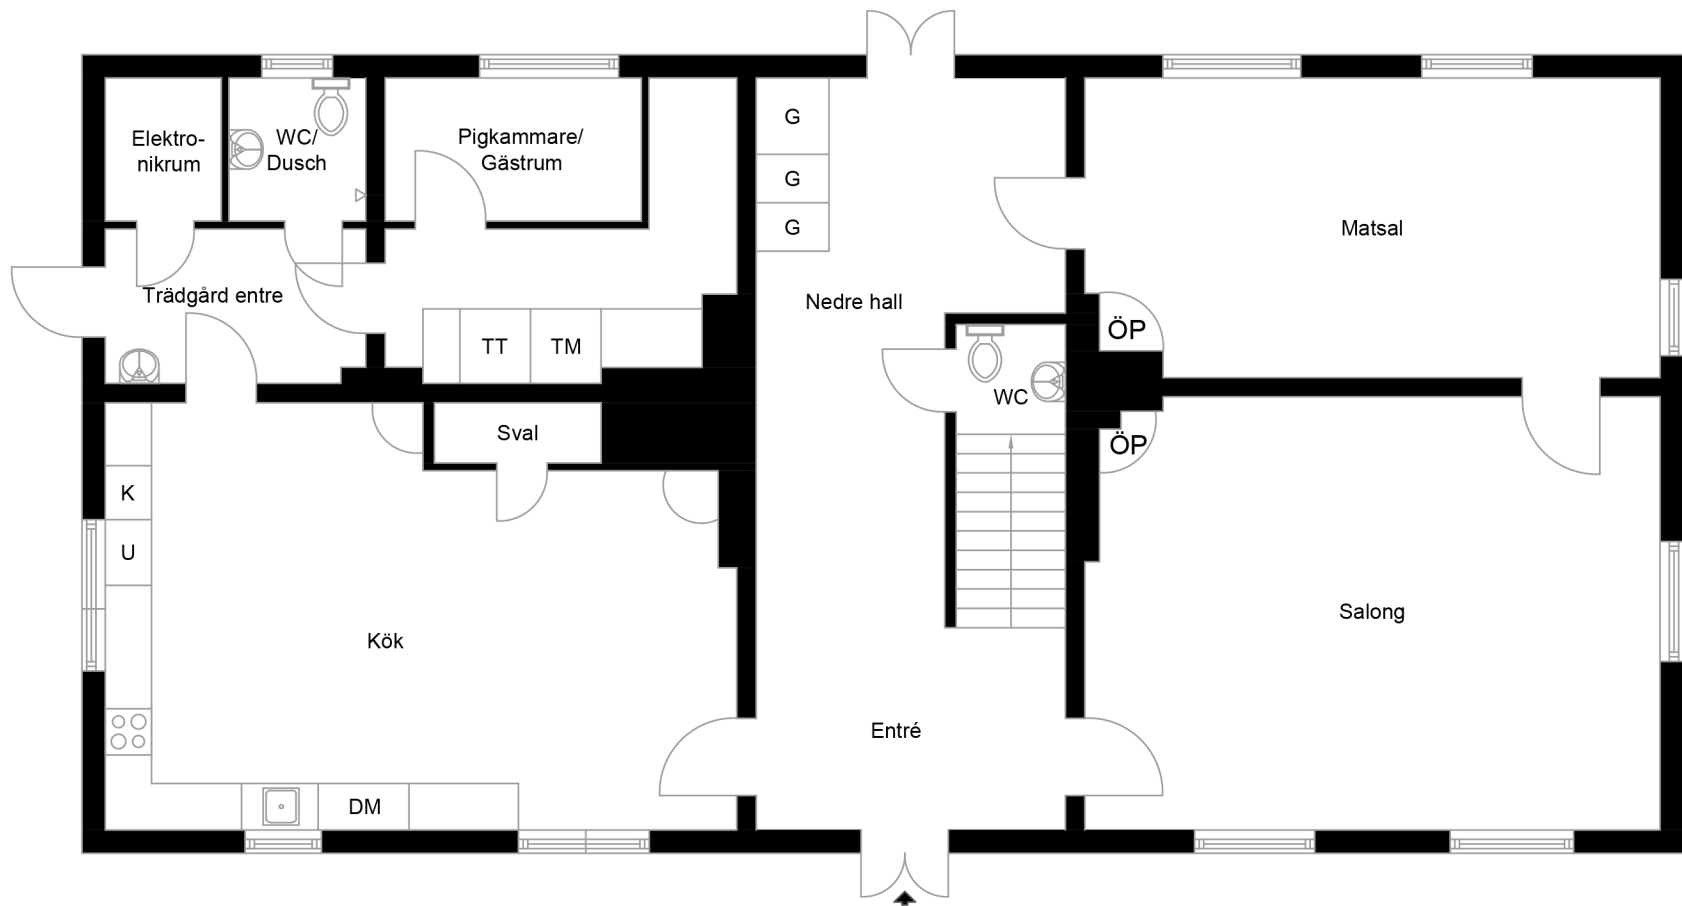 Elektro-
nikrum
WC/
Dusch
Pigkammare/
Gästrum
G
G
G
Matsal
Trädgård entre
Nedre hall
ÖP
TT
TM
WC
Sval
ÖP
K
U
Kök
Salong
Entré
DM